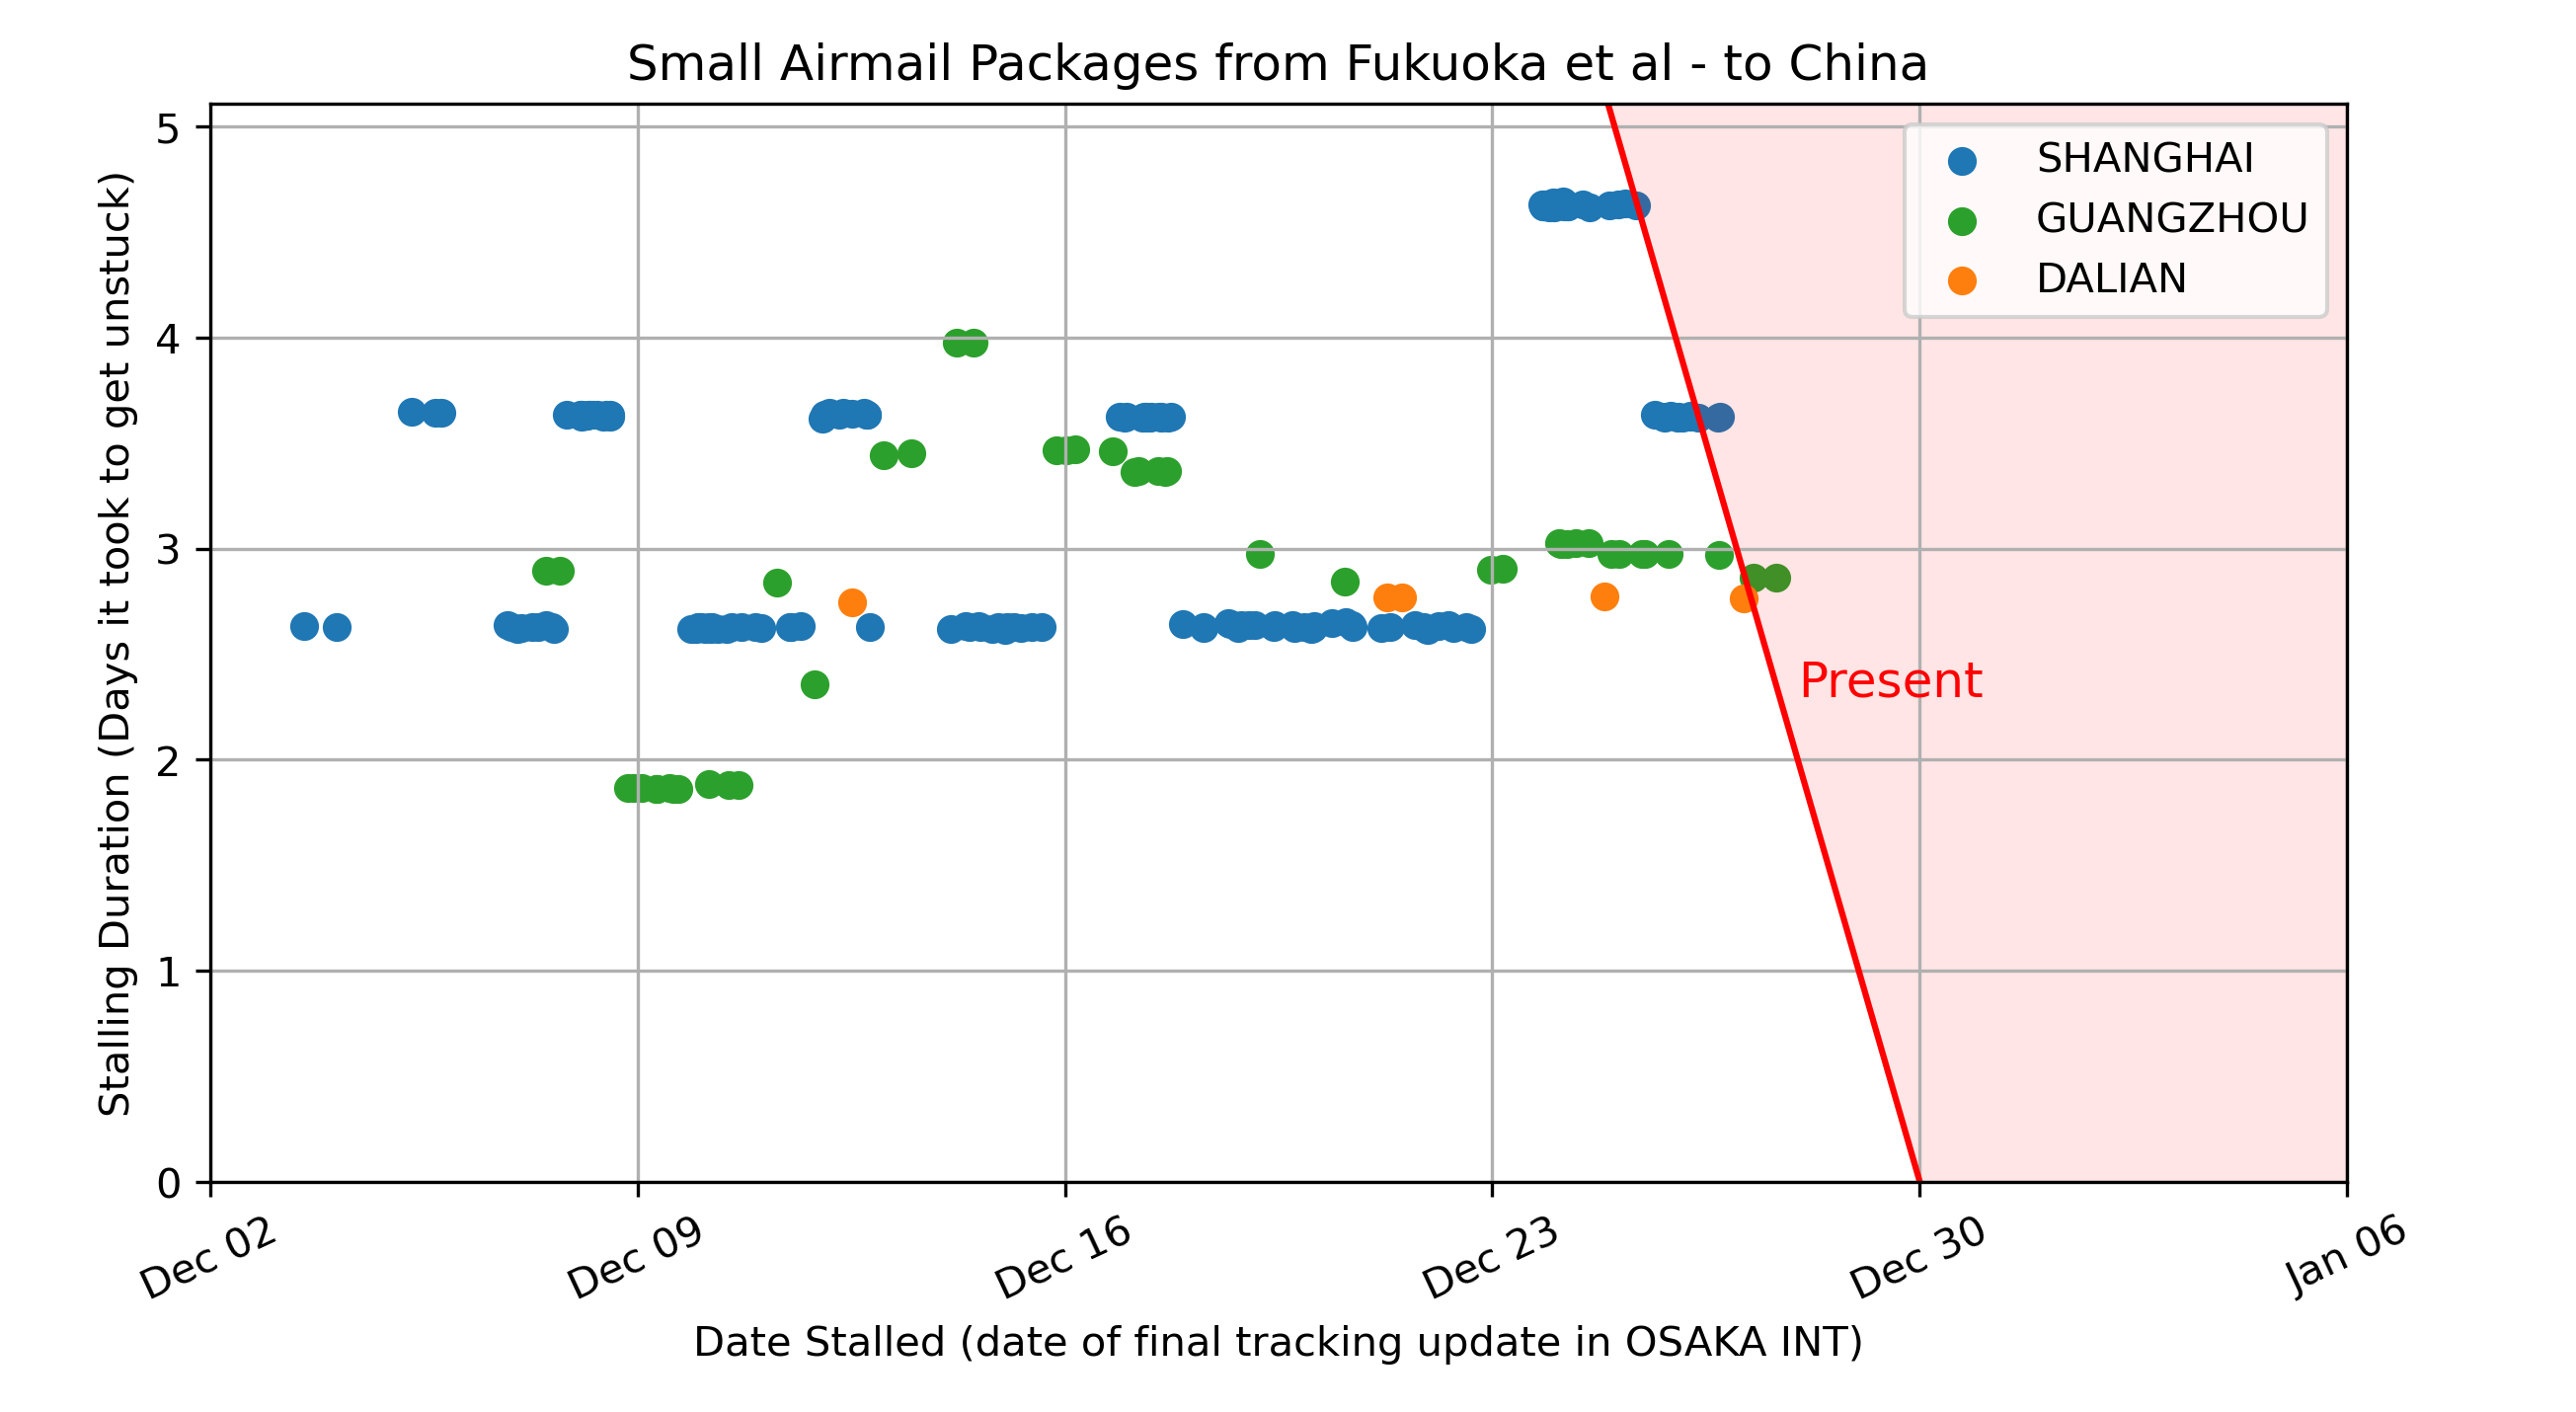 Small Airmail Packages from Fukuoka et al - to China
Stalling Duration (Days it took to get unstuck)
5
4
3
2
1
0
SHANGHAI
GUANGZHOU
DALIAN
Present
Dec 02
Dec 09
Dec 16
Dec 23
Dec 30
Jan 06
Date Stalled (date of final tracking update in OSAKA INT)